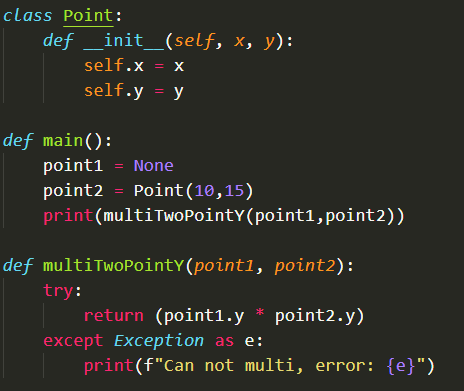 class Point:
    def __init__(self, x, y):
        self.x = x
        self.y = y
def main():
    point1 = None
    point2 = Point(10,15)
    print(multiTwoPointY(point1,point2))
def multiTwoPointY(point1, point2):
    try:
        return (point1.y * point2.y)
    except Exception as e:
        print(f"Can not multi, error: {e}")